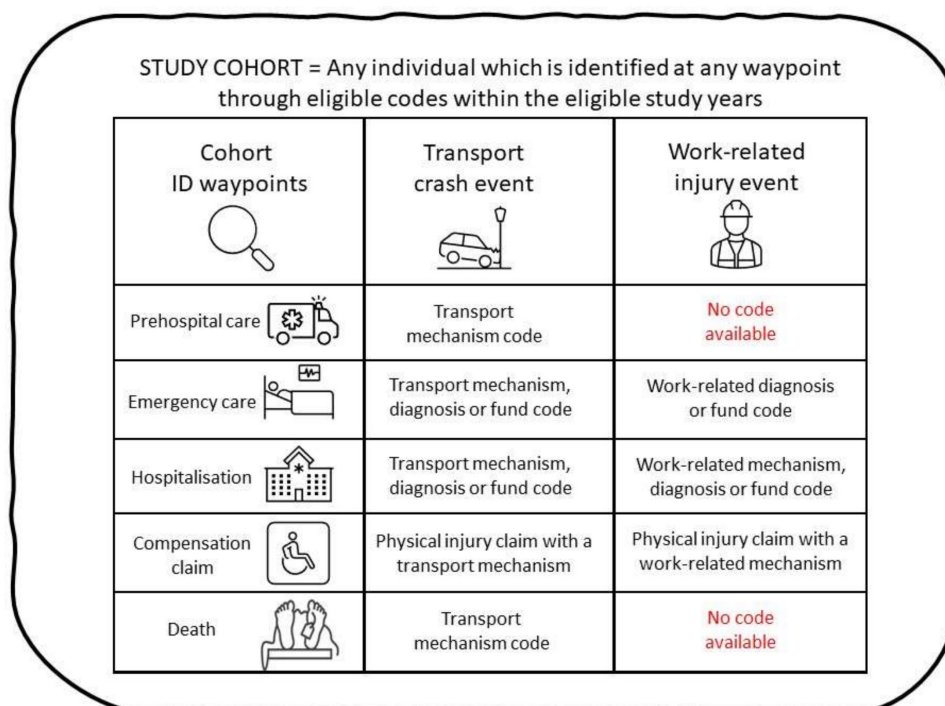 STUDY COHORT = Any individual which is identified at any waypoint
through eligible codes within the eligible study years
Cohort
ID waypoints
Transport
crash event
Work-related
injury event
Prehospital care
Transport
mechanism code
No code
available
Emergency care
Transport mechanism,
diagnosis or fund code
Work-related diagnosis
or fund code
Hospitalisation
Transport mechanism,
diagnosis or fund code
Work-related mechanism,
diagnosis or fund code
Compensation
claim
Physical injury claim with a
transport mechanism
Physical injury claim with a
work-related mechanism
Death
Transport
mechanism code
No code
available